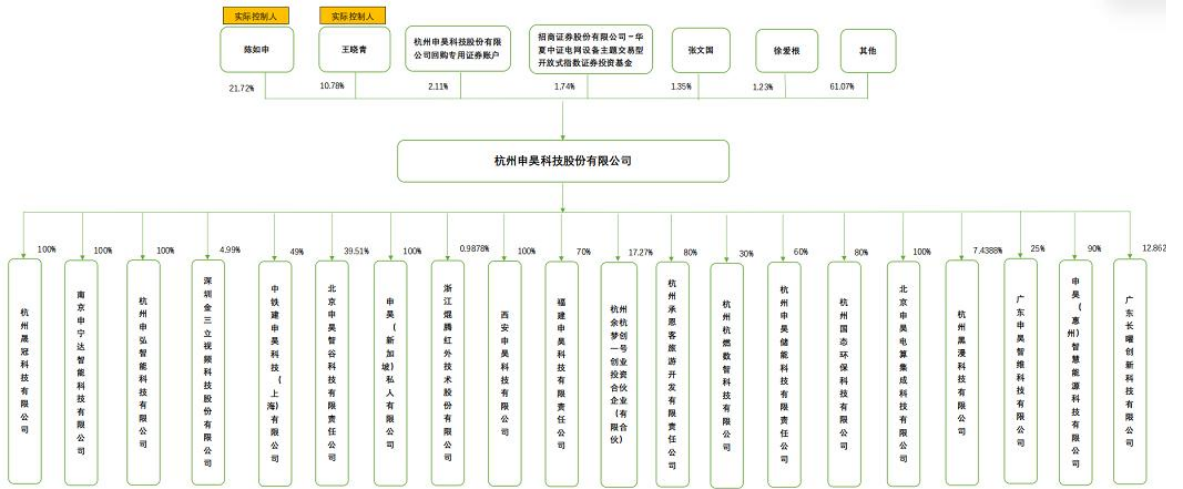 实际控制人
实际控制人
陈如申
王晓青
杭州申昊科技股份有限
公司回购专用证券账户
招商证券股份有限公司－华
夏中证电网设备主题交易型
开放式指数证券投资基金
张文国
徐爱根
其他
21.72%
10.78%
2.11%
1.74%
1.35%
1.23%
61.07%
杭州申昊科技股份有限公司
100%
100%
100%
4.99%
49%
39.51%
100%
0.9878%
100%
70%
17.27%
80%
30%
60%
80%
100%
7.4388%
25%
90%
12.862
杭州晟冠科技有限公司
南京申宁达智能科技有限公司
杭州申弘智能科技有限公司
深圳金三立视频科技股份有限公司
中铁建申昊科技（上海)有限公司
北京申昊智谷科技有限责任公司
申昊（新加坡)私人有限公司
浙江焜腾红外技术股份有限公司
西安申昊科技有限公司
福建申昊科技有限责任公司
杭州余杭梦创一号创业投资合伙企业(有限合伙)
杭州承恩客旅游开发有限责任公司
杭州杭燃数智科技有限公司
杭州申昊储能科技有限责任公司
杭州国态环保科技有限公司
北京申昊电算集成科技有限公司
杭州黑漫科技有限公司
广东申昊智维科技有限公司
申昊（惠州)智慧能源科技有限公司
广东长曜创新科技有限公司